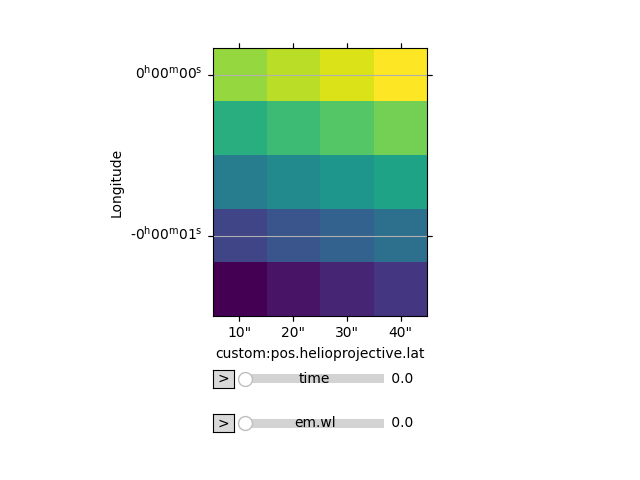 0ʰ00ᵐ00ˢ
Longitude
-0ʰ00ᵐ01ˢ
10" 20" 30" 40"
custom:pos.helioprojective.lat
> time 0.0
> em.wl 0.0